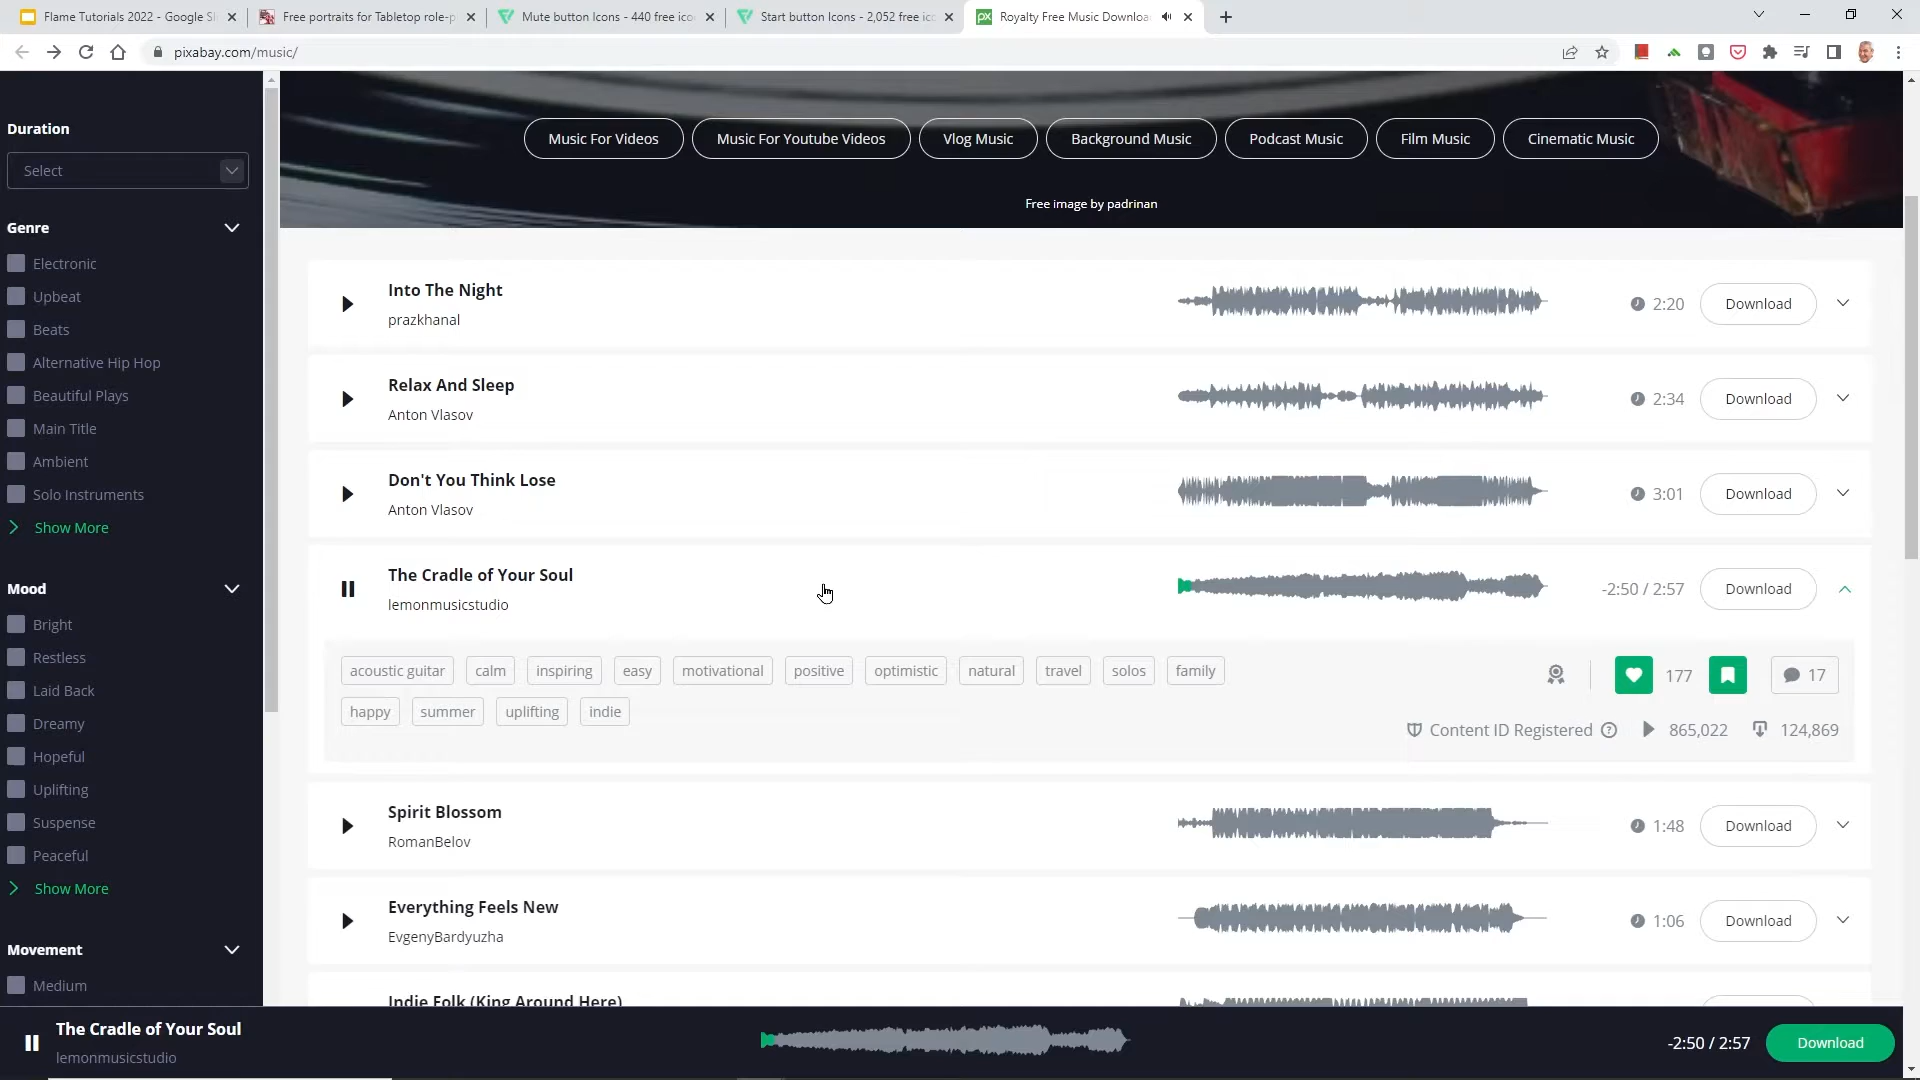 Flame Tutorials 2022 - Google Sl
Free portraits for Tabletop role-p
Mute button Icons - 440 free ico
Start button Icons - 2,052 free ic
Royalty Free Music Downloa
pixabay.com/music/
Duration
Select
Genre
Electronic
Upbeat
Beats
Alternative Hip Hop
Beautiful Plays
Main Title
Ambient
Solo Instruments
Show More
Mood
Bright
Restless
Laid Back
Dreamy
Hopeful
Uplifting
Suspense
Peaceful
Show More
Movement
Medium
Music For Videos
Music For Youtube Videos
Vlog Music
Background Music
Podcast Music
Film Music
Cinematic Music
Free image by padrinan
Into The Night
prazkhanal
2:20
Download
Relax And Sleep
Anton Vlasov
2:34
Download
Don't You Think Lose
Anton Vlasov
3:01
Download
The Cradle of Your Soul
lemonmusicstudio
-2:50 / 2:57
Download
acoustic guitar calm inspiring easy motivational positive optimistic natural travel solos family
happy summer uplifting indie
177
17
Content ID Registered
865,022
124,869
Spirit Blossom
RomanBelov
1:48
Download
Everything Feels New
EvgenyBardyuzha
1:06
Download
Indie Folk (King Around Here)
The Cradle of Your Soul
lemonmusicstudio
-2:50 / 2:57
Download